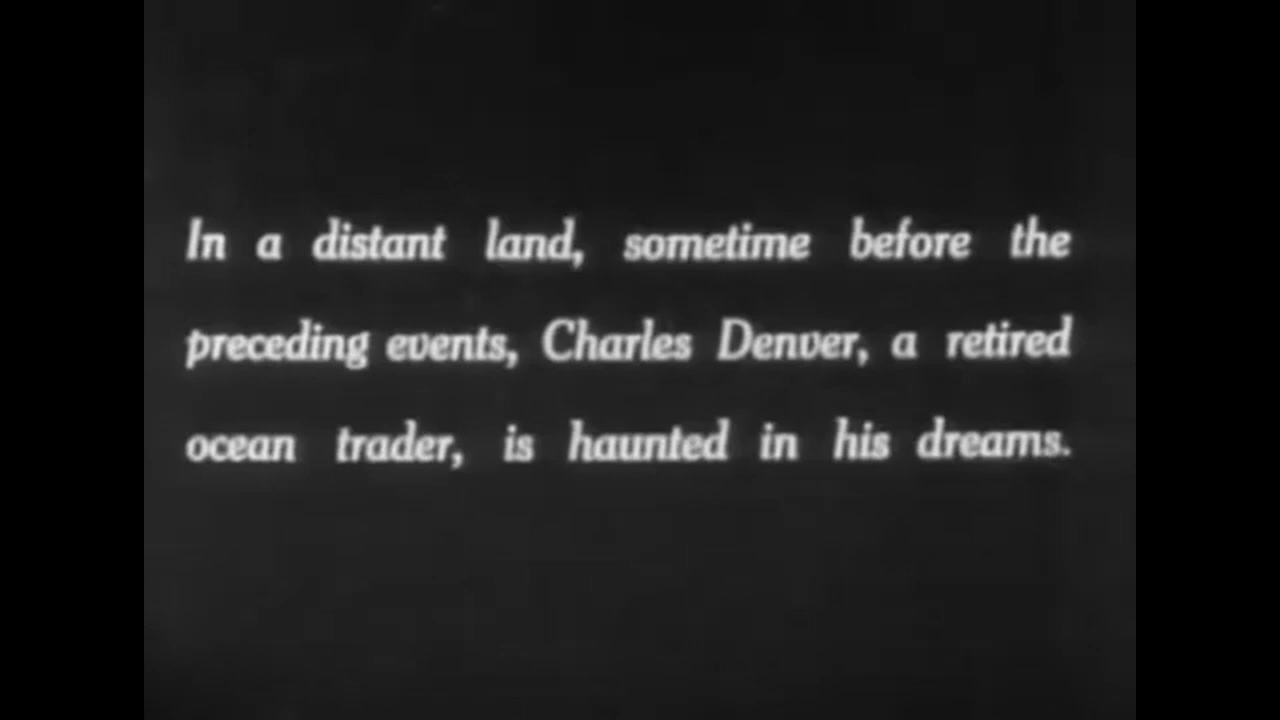 In a distant land, sometime before the
preceding events, Charles Denver, a retired
ocean trader, is haunted in his dreams.